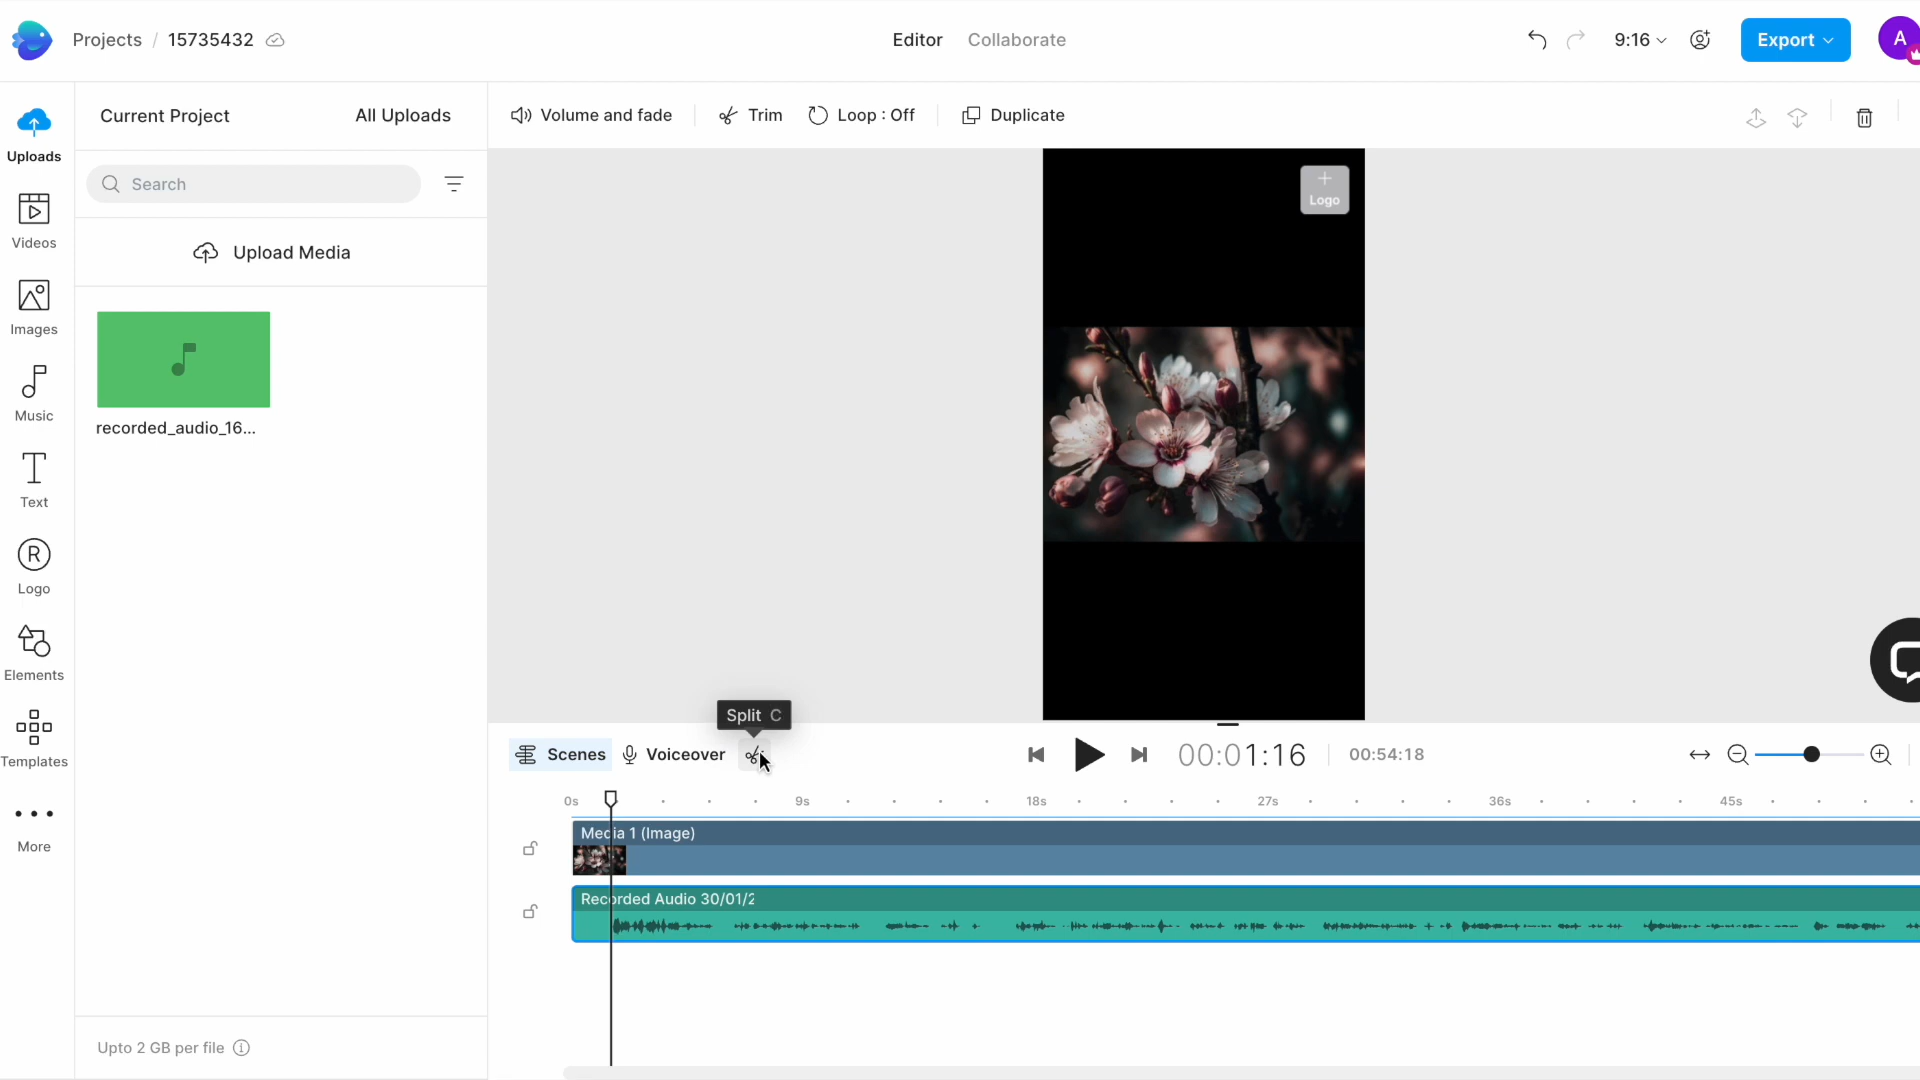 Projects / 15735432
Editor
Collaborate
9:16
Export
A
Uploads
Videos
Images
Music
Text
R
Logo
Elements
Templates
More
Current Project
All Uploads
Search
Upload Media
recorded_audio_16...
Upto 2 GB per file
Volume and fade
Trim
Loop : Off
Duplicate
+
Logo
Split C
Scenes
Voiceover
00:01:16
00:54:18
0s
9s
18s
27s
36s
45s
Media 1 (Image)
Recorded Audio 30/01/2